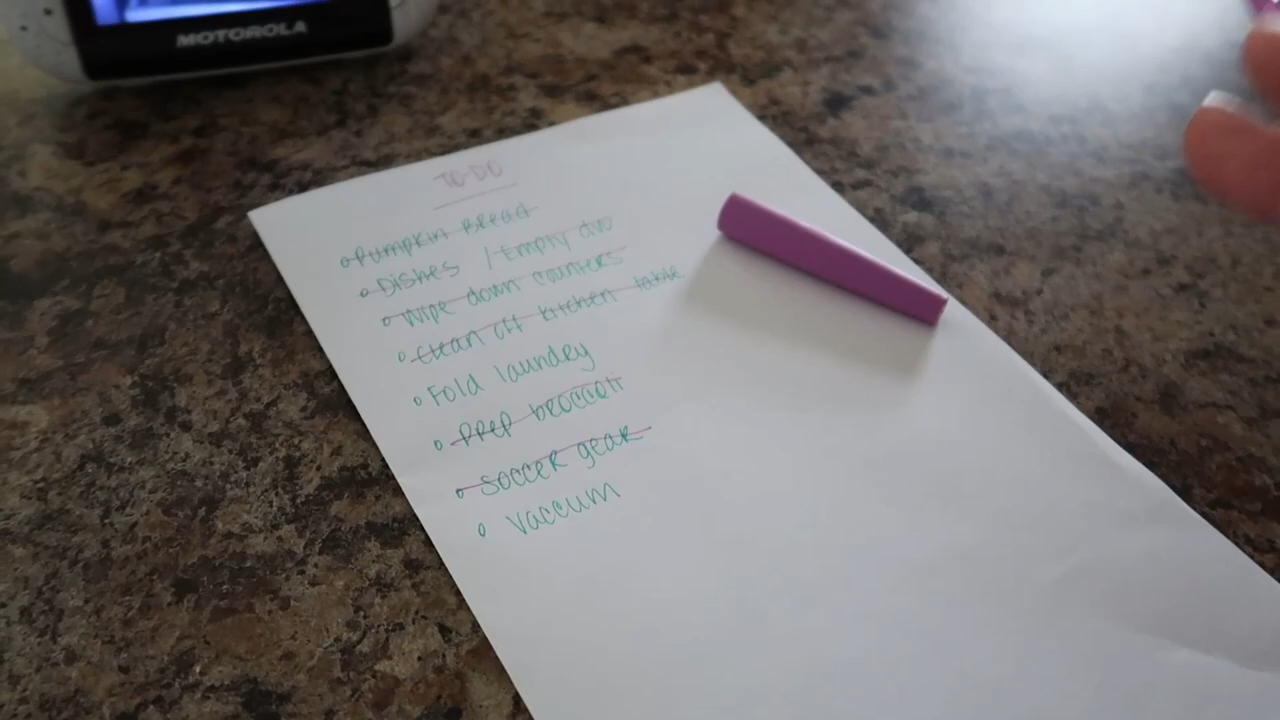 MOTOROLA
TO-DO
Pumpkin Bread
Dishes / Empty dw
Wipe down counters
Clean off kitchen table
Fold laundry
Prep broccoli
Soccer gear
Vaccum